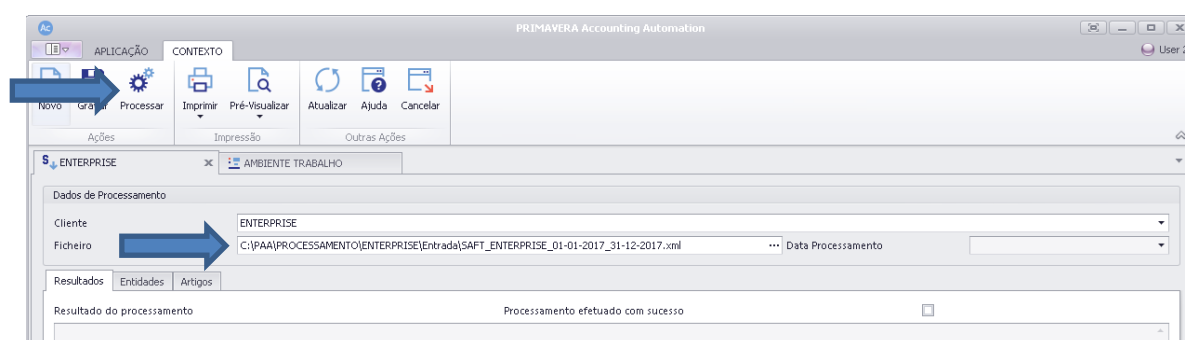 PRIMAVERA Accounting Automation
APLICAÇÃO CONTEXTO User 2
Novo Gravar Processar Imprimir Pré-Visualizar Atualizar Ajuda Cancelar
Ações Impressão Outras Ações
ENTERPRISE AMBIENTE TRABALHO
Dados de Processamento
Cliente ENTERPRISE
Ficheiro C:\PAA\PROCESSAMENTO\ENTERPRISE\Entrada\SAFT_ENTERPRISE_01-01-2017_31-12-2017.xml ... Data Processamento
Resultados Entidades Artigos
Resultado do processamento Processamento efetuado com sucesso